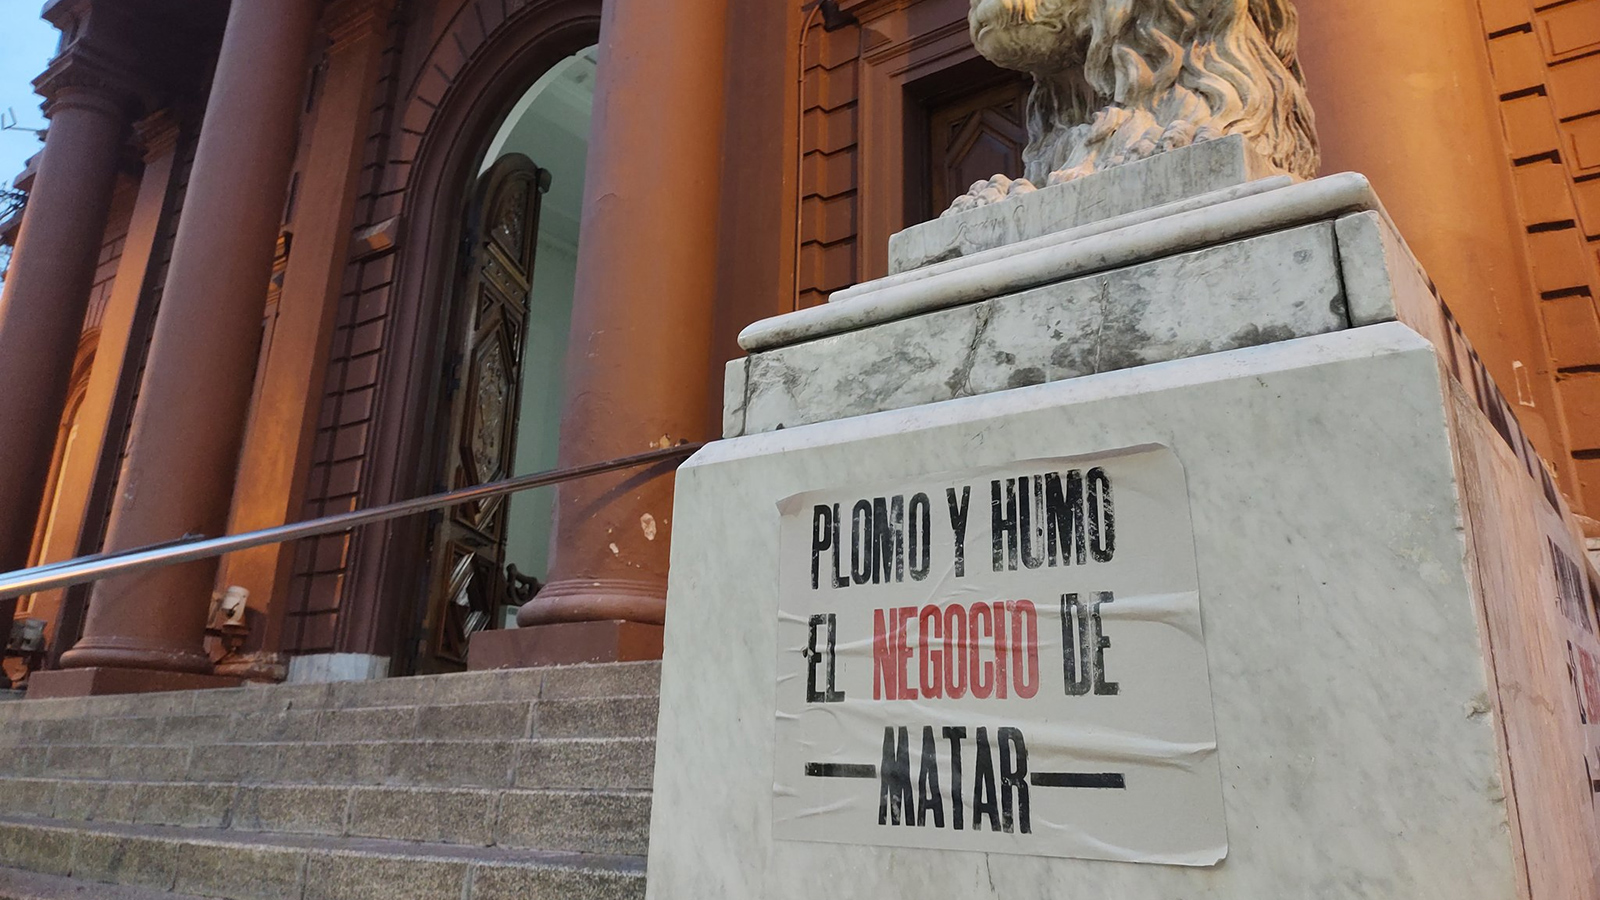 PLOMO Y HUMO
EL NEGOCIO DE
MATAR